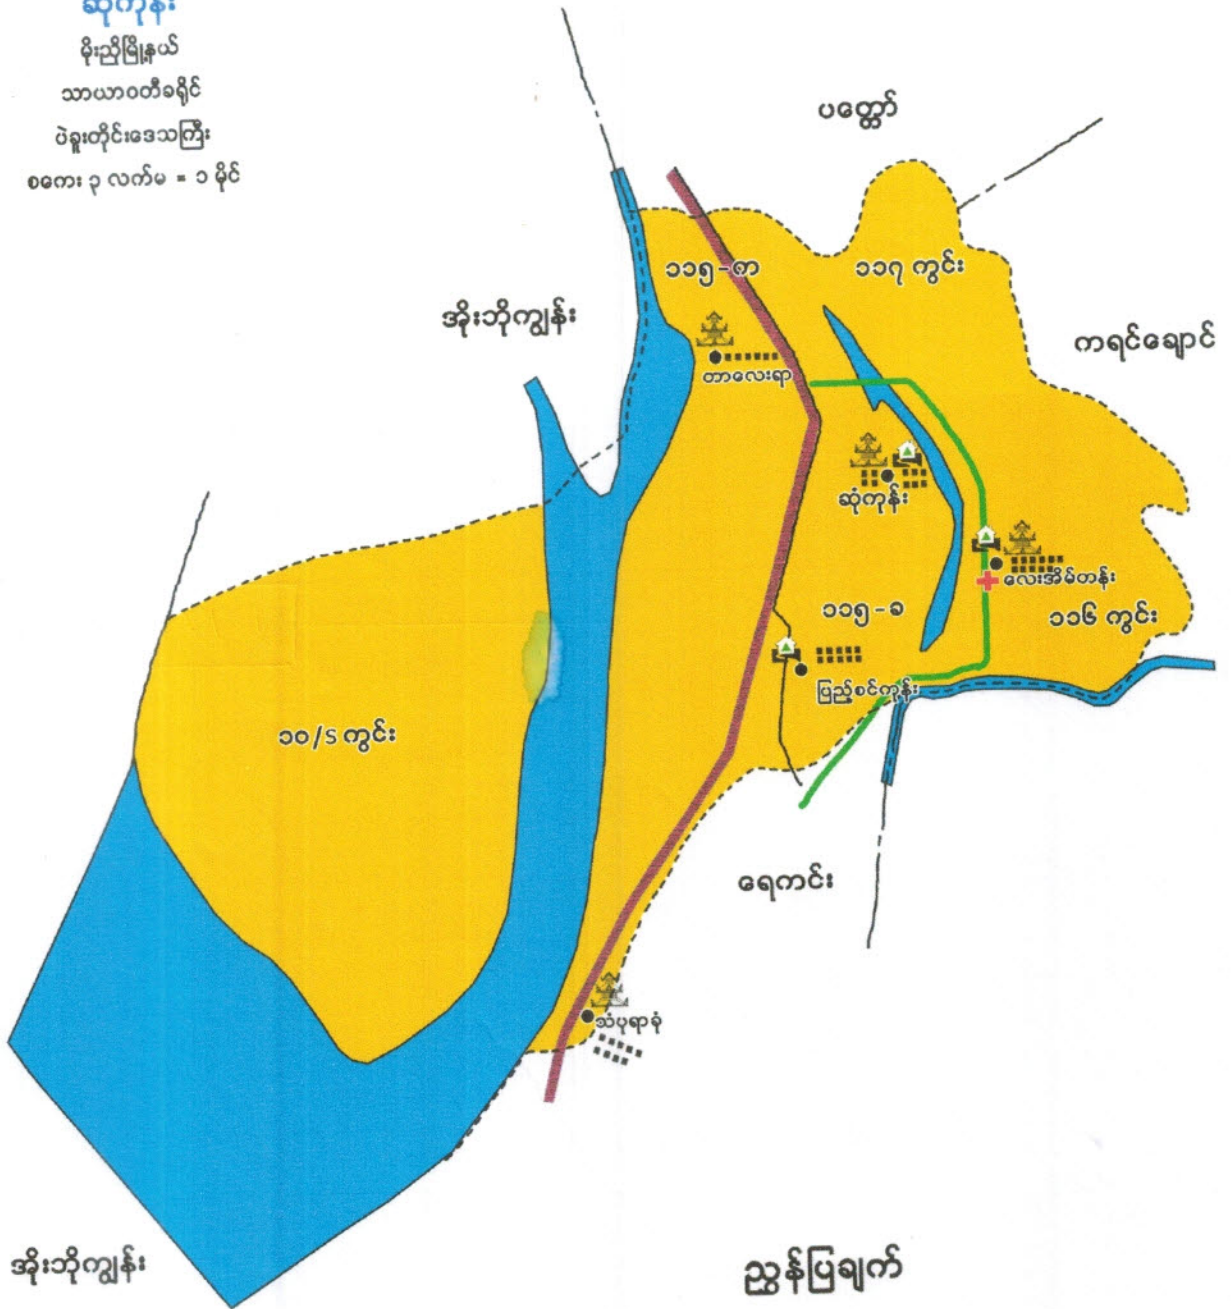 ဆုံကုန်း
မိုးညိုမြို့နယ်
သာယာဝတီခရိုင်
ပဲခူးတိုင်းဒေသကြီး
စကေး ၃ လက်မ = ၁ မိုင်
ပတ္တော်
၁၁၅-က
၁၁၇ ကွင်း
အိုးဘိုကျွန်း
ကရင်ချောင်
တာလေးရာ
ဆုံကုန်း
လေးအိမ်တန်း
၁၁၅-ခ
၁၁၆ ကွင်း
ပြည့်စင်ကုန်း
၁၀/S ကွင်း
ရေကင်း
သံပုရာခုံ
အိုးဘိုကျွန်း
ညွှန်ပြချက်